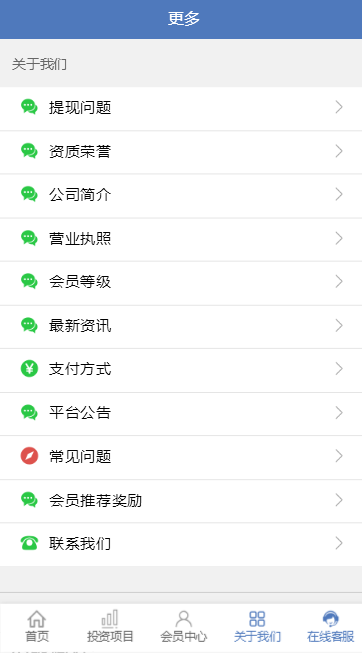 更多
关于我们
提现问题
资质荣誉
公司简介
营业执照
会员等级
最新资讯
支付方式
平台公告
常见问题
会员推荐奖励
联系我们
首页
投资项目
会员中心
关于我们
在线客服